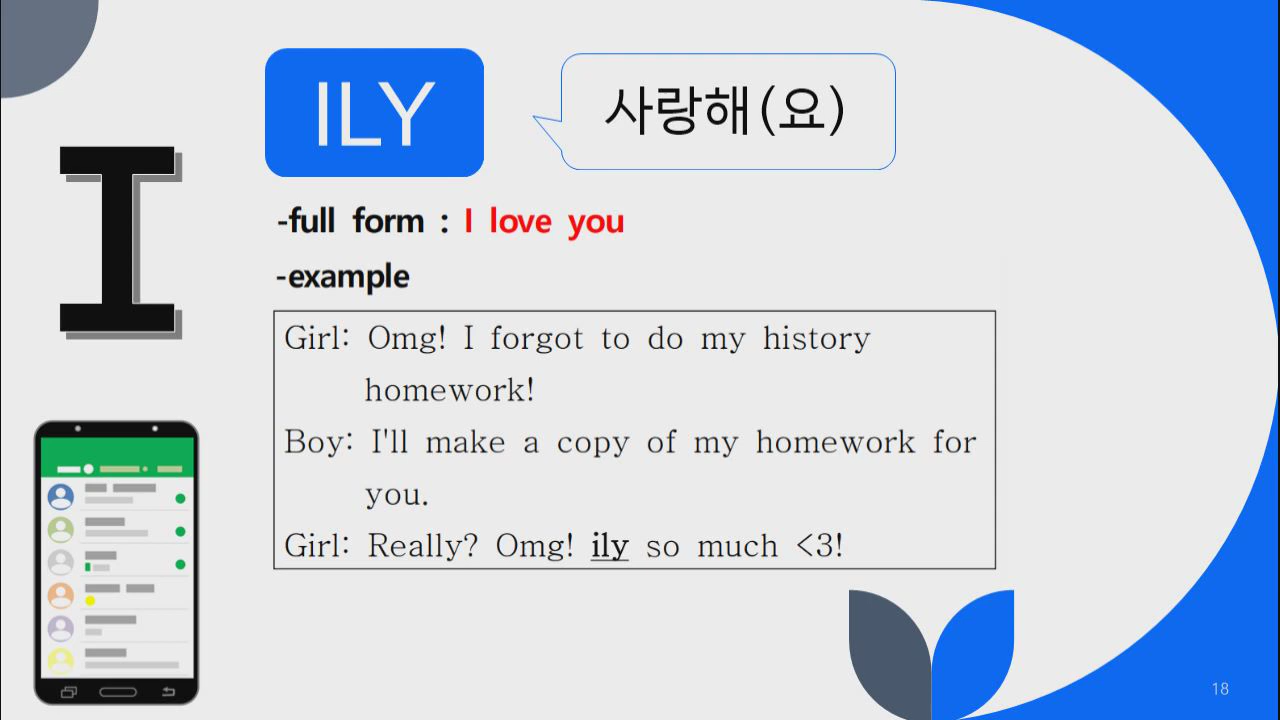 ILY
사랑해(요)
I
-full form : I love you
-example
Girl: Omg! I forgot to do my history
homework!
Boy: I'll make a copy of my homework for
you.
Girl: Really? Omg! ily so much <3!
18